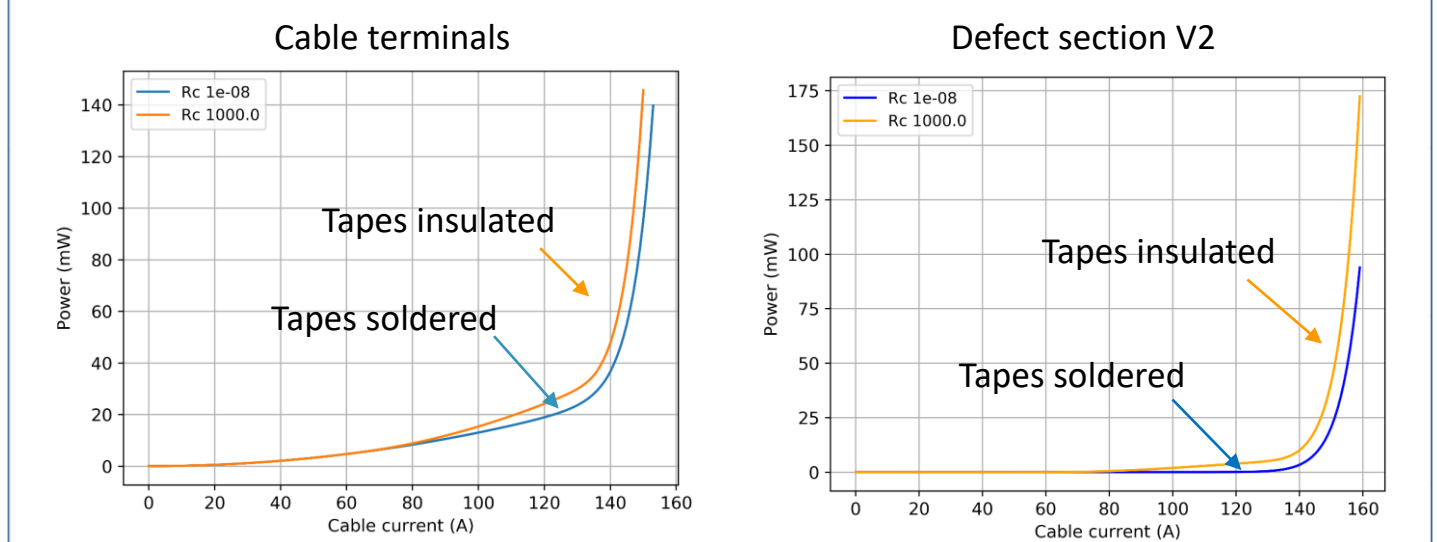 Cable terminals
Rc 1e-08
Rc 1000.0
Tapes insulated
Tapes soldered
Power (mW)
140
120
100
80
60
40
20
0
0 20 40 60 80 100 120 140 160
Cable current (A)
Defect section V2
Rc 1e-08
Rc 1000.0
Tapes insulated
Tapes soldered
Power (mW)
175
150
125
100
75
50
25
0
0 20 40 60 80 100 120 140 160
Cable current (A)